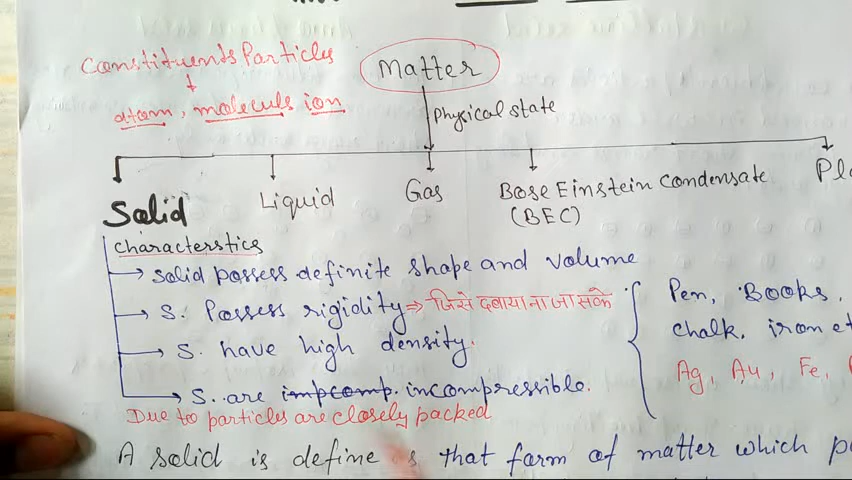 Constituents Particles
Matter
atom, molecule ion
Physical state
Solid
Liquid
Gas
Bose Einstein Condensate
(BEC)
characterstics
→ Solid possess definite shape and volume
→ S. Possess rigidity ⇒ जिसे दबाया ना जा सके
→ S. have high density.
→ S. are impcomp. incompressible.
Due to particles are closely packed
Pen, Books,
chalk, iron
Ag, Au, Fe,
A solid is define that form of matter which